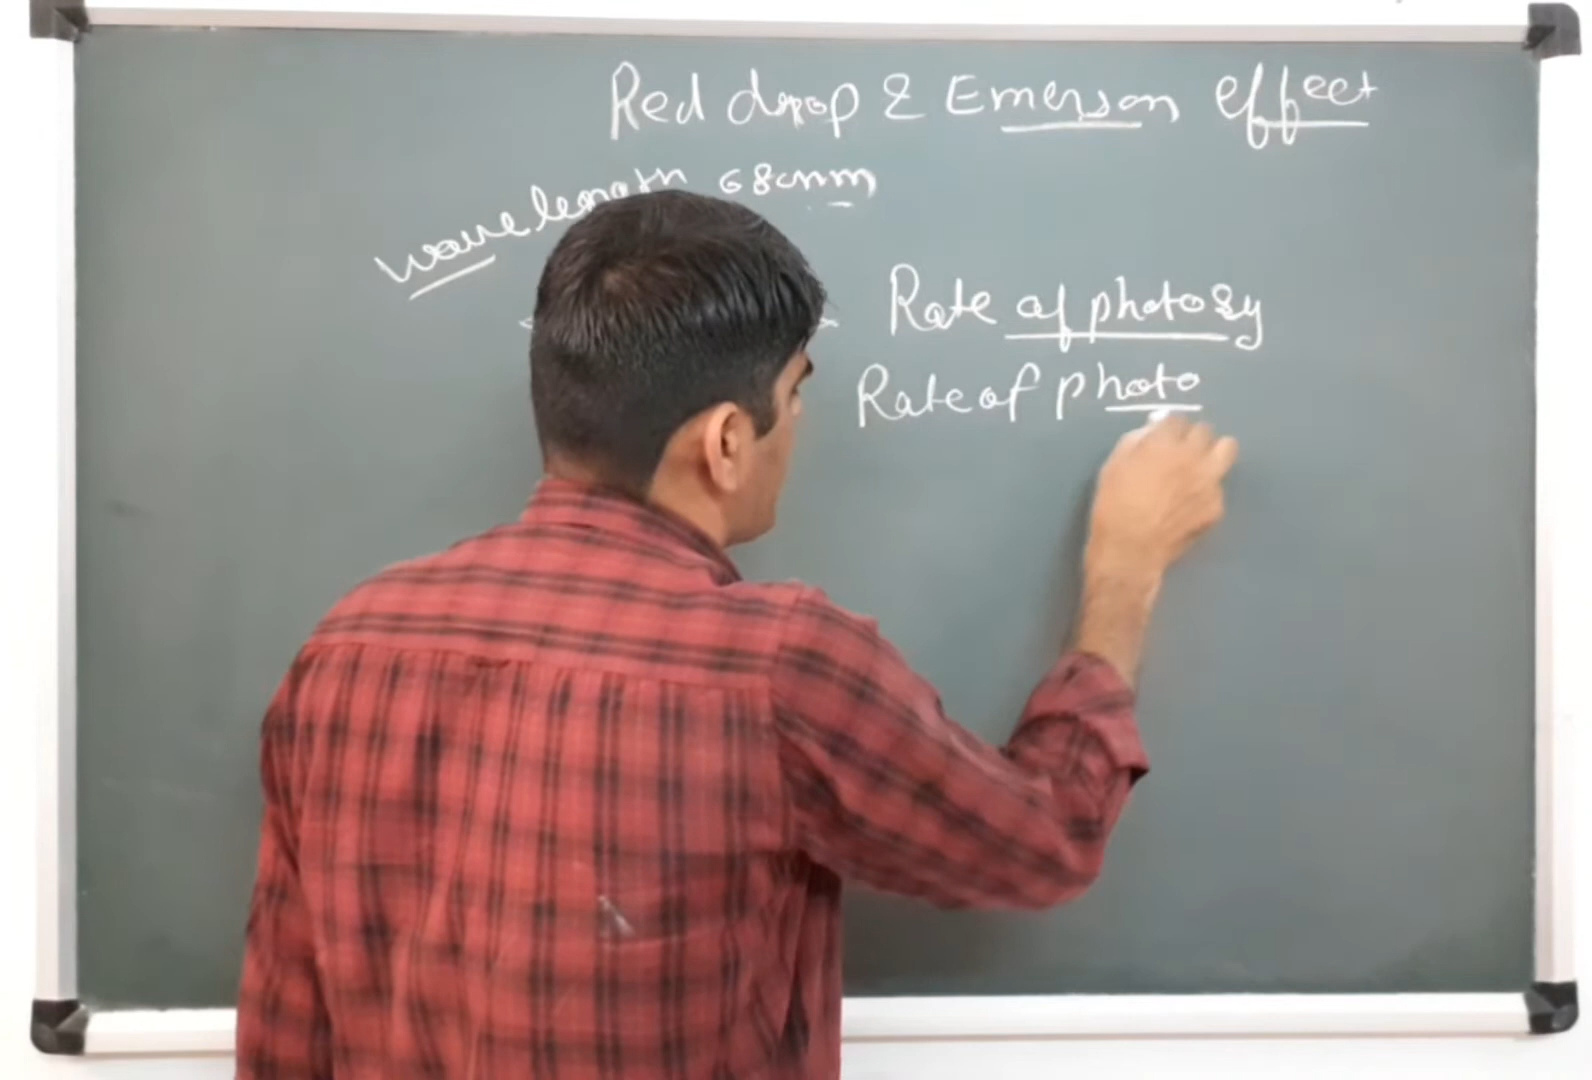 Red drop & Emerson effect
wavelength 680nm
Rate of photosy
Rate of photo